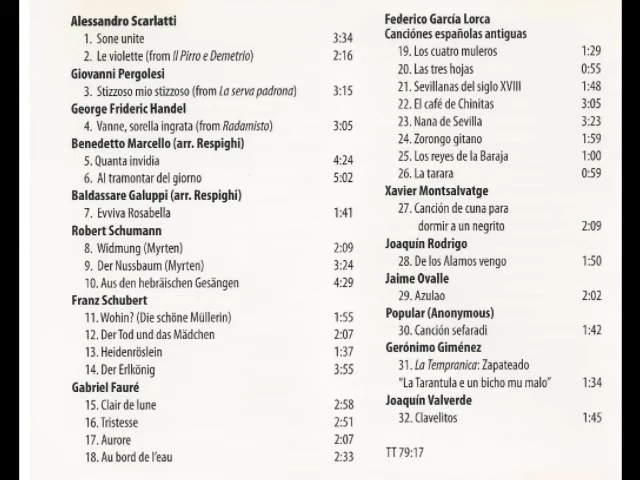 Alessandro Scarlatti
1. Sone unite 3:34
2. Le violette (from Il Pirro e Demetrio) 2:16
Giovanni Pergolesi
3. Stizzoso mio stizzoso (from La serva padrona) 3:15
George Frideric Handel
4. Vanne, sorella ingrata (from Radamisto) 3:05
Benedetto Marcello (arr. Respighi)
5. Quanta invidia 4:24
6. Al tramontar del giorno 5:02
Baldassare Galuppi (arr. Respighi)
7. Evviva Rosabella 1:41
Robert Schumann
8. Widmung (Myrten) 2:09
9. Der Nussbaum (Myrten) 3:24
10. Aus den hebräischen Gesängen 4:29
Franz Schubert
11. Wohin? (Die schöne Müllerin) 1:55
12. Der Tod und das Mädchen 2:07
13. Heidenröslein 1:37
14. Der Erlkönig 3:55
Gabriel Fauré
15. Clair de lune 2:58
16. Tristesse 2:51
17. Aurore 2:07
18. Au bord de l'eau 2:33
Federico García Lorca
Canciónes españolas antiguas
19. Los cuatro muleros 1:29
20. Las tres hojas 0:55
21. Sevillanas del siglo XVIII 1:48
22. El café de Chinitas 3:05
23. Nana de Sevilla 3:23
24. Zorongo gitano 1:59
25. Los reyes de la Baraja 1:00
26. La tarara 0:59
Xavier Montsalvatge
27. Canción de cuna para
dormir a un negrito 2:09
Joaquín Rodrigo
28. De los Alamos vengo 1:50
Jaime Ovalle
29. Azulao 2:02
Popular (Anonymous)
30. Canción sefaradi 1:42
Gerónimo Giménez
31. La Tempranica: Zapateado
"La Tarantula e un bicho mu malo" 1:34
Joaquín Valverde
32. Clavelitos 1:45
TT 79:17